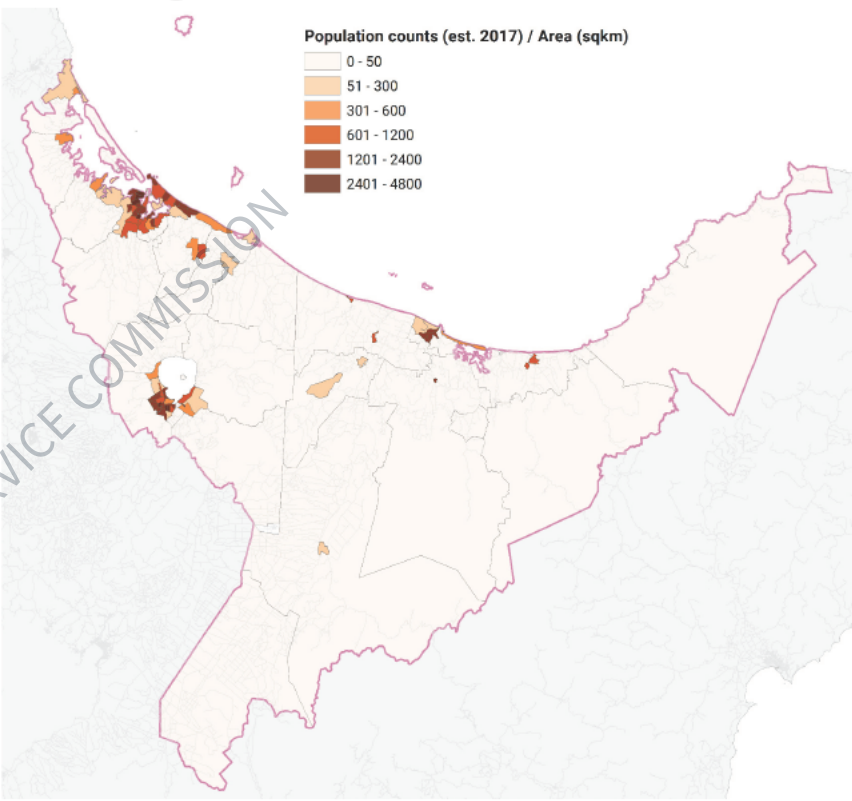 Population counts (est. 2017) / Area (sqkm)
0 - 50
51 - 300
301 - 600
601 - 1200
1201 - 2400
2401 - 4800
COMMISSION